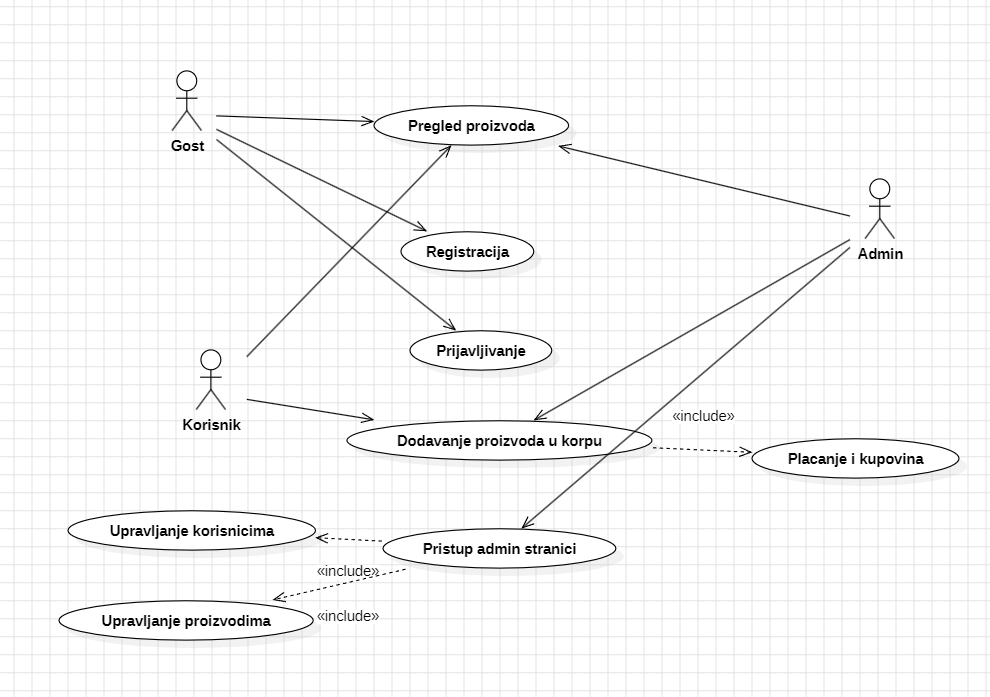 Gost
Pregled proizvoda
Admin
Registracija
Prijavljivanje
Korisnik
«include»
Dodavanje proizvoda u korpu
Placanje i kupovina
Upravljanje korisnicima
Pristup admin stranici
«include»
Upravljanje proizvodima
«include»